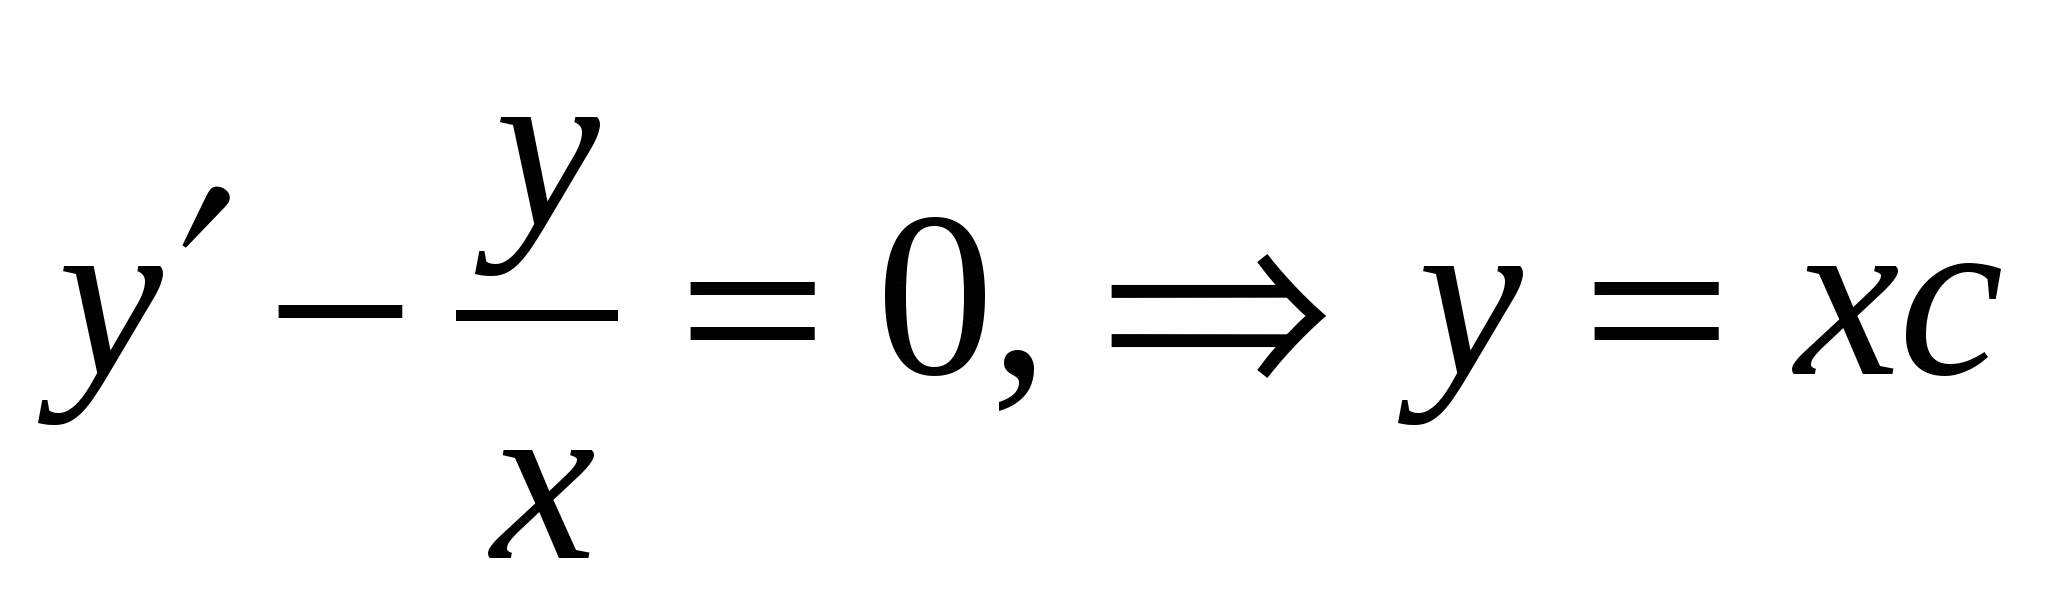 y′ − y/x = 0, ⇒ y = xc